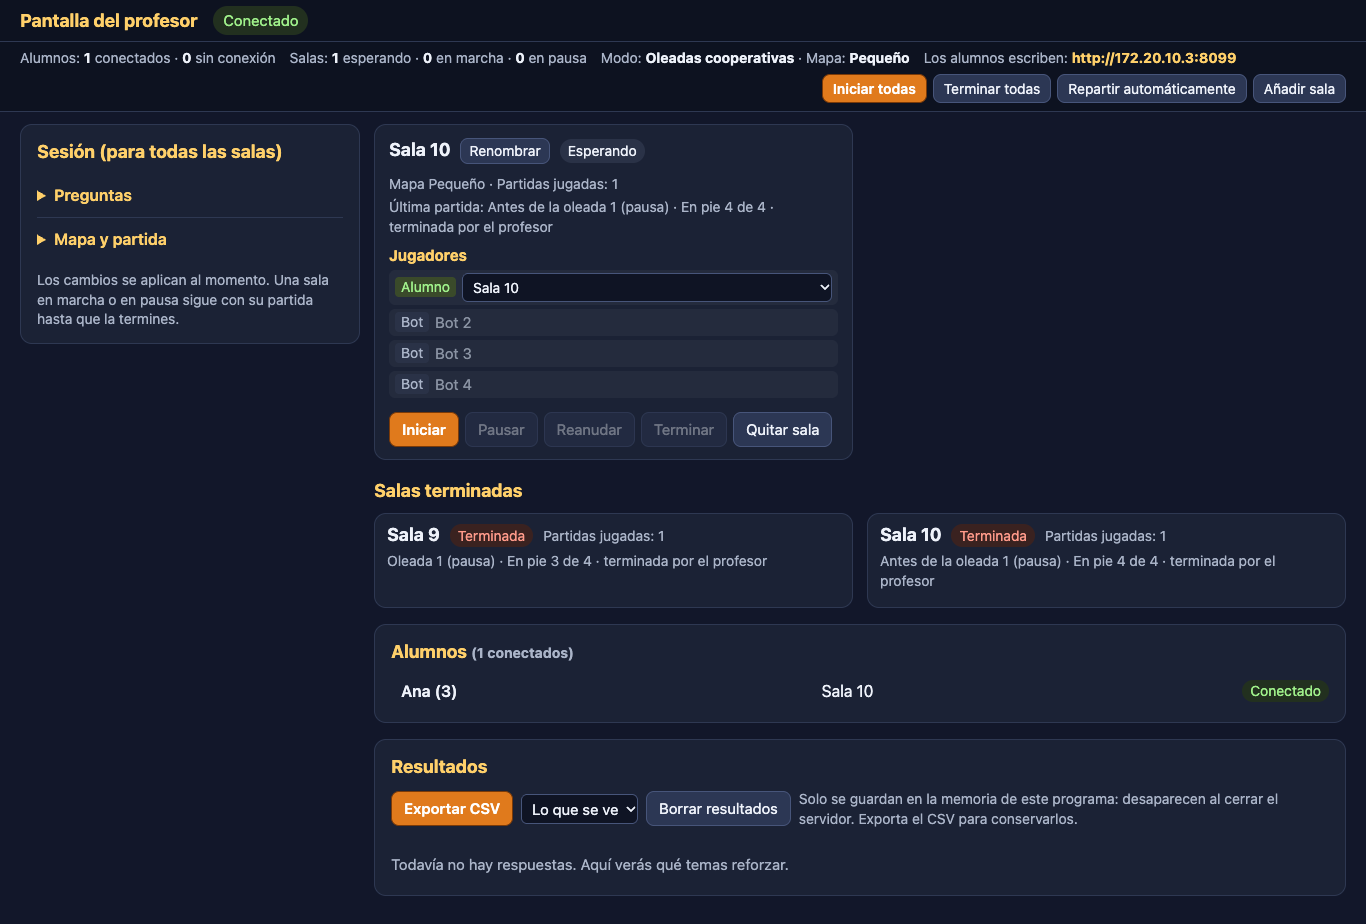 Pantalla del profesor Conectado
Alumnos: 1 conectados · 0 sin conexión Salas: 1 esperando · 0 en marcha · 0 en pausa Modo: Oleadas cooperativas · Mapa: Pequeño Los alumnos escriben: http://172.20.10.3:8099
Iniciar todas Terminar todas Repartir automáticamente Añadir sala
Sesión (para todas las salas)
Preguntas
Mapa y partida
Los cambios se aplican al momento. Una sala
en marcha o en pausa sigue con su partida
hasta que la termines.
Sala 10 Renombrar Esperando
Mapa Pequeño · Partidas jugadas: 1
Última partida: Antes de la oleada 1 (pausa) · En pie 4 de 4 ·
terminada por el profesor
Jugadores
Alumno Sala 10
Bot Bot 2
Bot Bot 3
Bot Bot 4
Iniciar Pausar Reanudar Terminar Quitar sala
Salas terminadas
Sala 9 Terminada Partidas jugadas: 1
Oleada 1 (pausa) · En pie 3 de 4 · terminada por el profesor
Sala 10 Terminada Partidas jugadas: 1
Antes de la oleada 1 (pausa) · En pie 4 de 4 · terminada por el
profesor
Alumnos (1 conectados)
Ana (3) Sala 10 Conectado
Resultados
Exportar CSV Lo que se ve Borrar resultados
Solo se guardan en la memoria de este programa: desaparecen al cerrar el
servidor. Exporta el CSV para conservarlos.
Todavía no hay respuestas. Aquí verás qué temas reforzar.